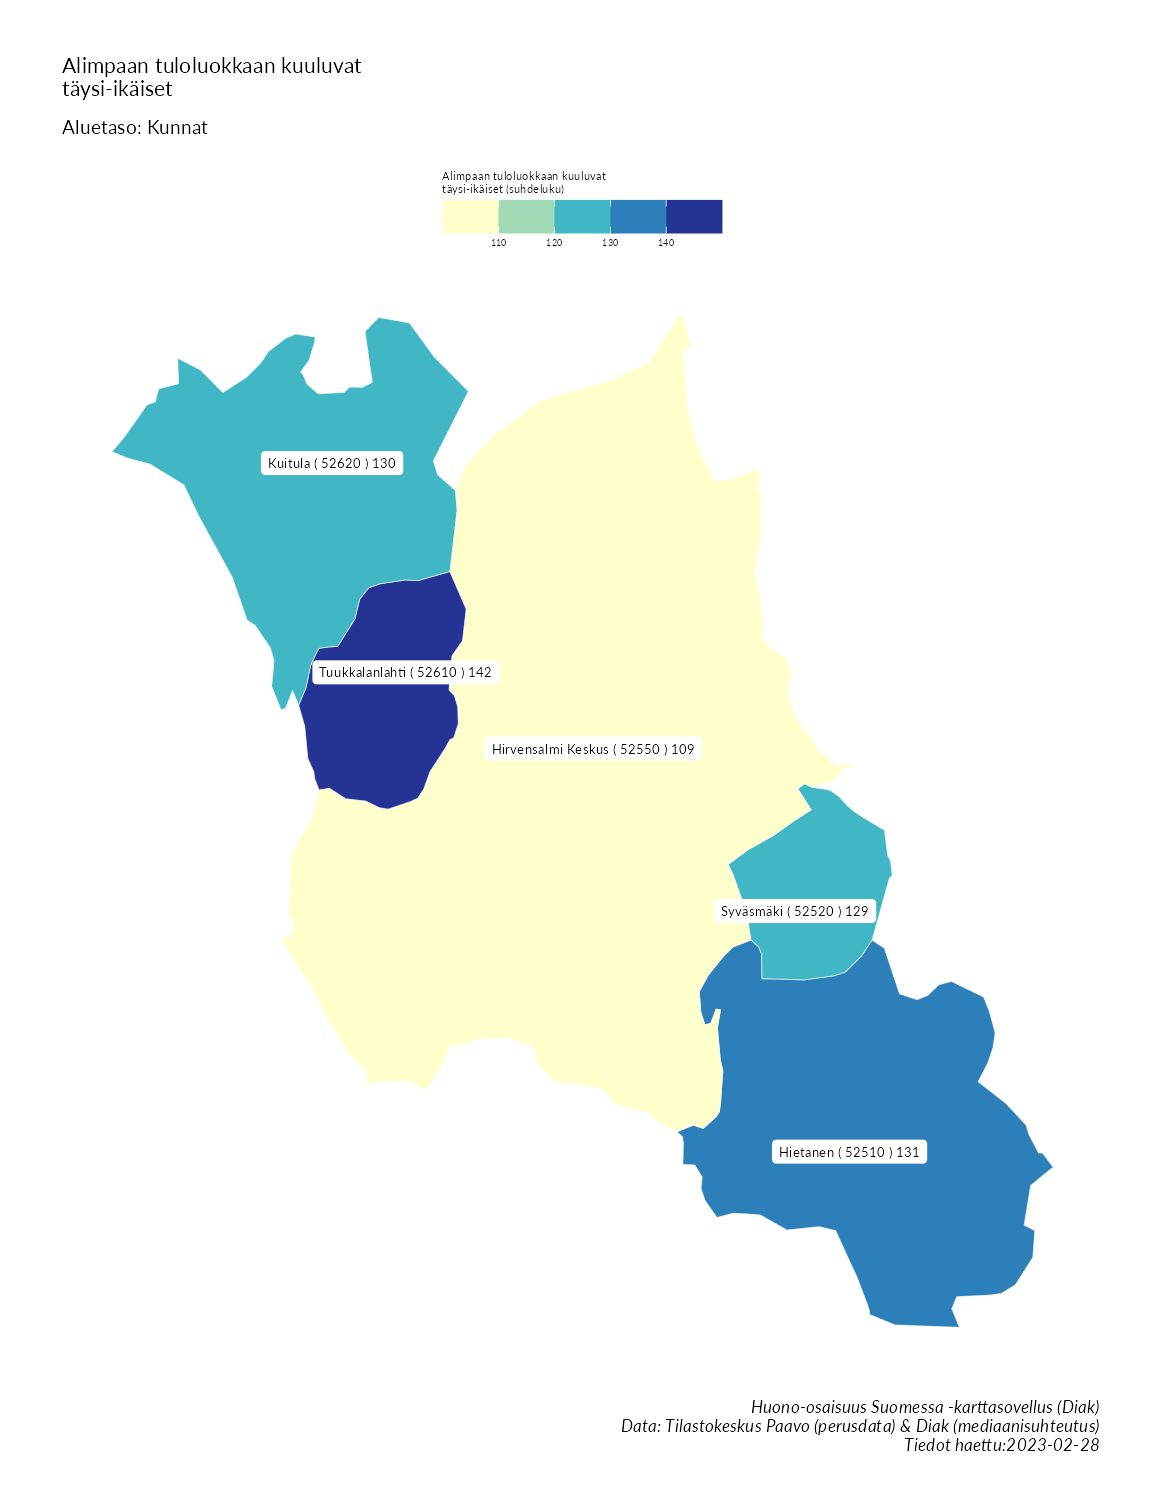 Alimpaan tuloluokkaan kuuluvat
täysi-ikäiset
Aluetaso: Kunnat
Alimpaan tuloluokkaan kuuluvat
täysi-ikäiset (suhdeluku)
110 120 130 140
Kuitula ( 52620 ) 130
Tuukkalanlahti ( 52610 ) 142
Hirvensalmi Keskus ( 52550 ) 109
Syväsmäki ( 52520 ) 129
Hietanen ( 52510 ) 131
Huono-osaisuus Suomessa -karttasovellus (Diak)
Data: Tilastokeskus Paavo (perusdata) & Diak (mediaanisuhteutus)
Tiedot haettu:2023-02-28